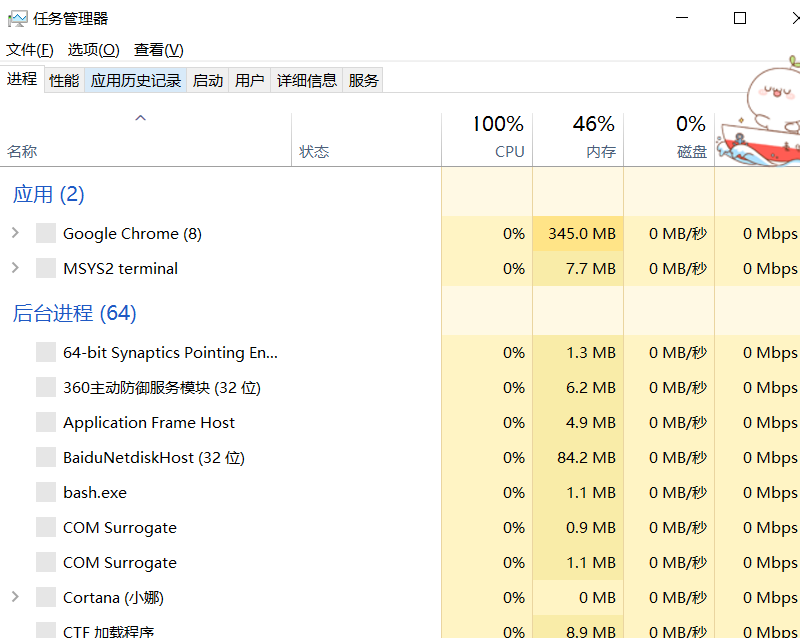 任务管理器
文件(F) 选项(O) 查看(V)
进程 性能 应用历史记录 启动 用户 详细信息 服务
100% 46% 0%
名称 状态 CPU 内存 磁盘
应用 (2)
Google Chrome (8) 0% 345.0 MB 0 MB/秒 0 Mbps
MSYS2 terminal 0% 7.7 MB 0 MB/秒 0 Mbps
后台进程 (64)
64-bit Synaptics Pointing En... 0% 1.3 MB 0 MB/秒 0 Mbps
360主动防御服务模块 (32 位) 0% 6.2 MB 0 MB/秒 0 Mbps
Application Frame Host 0% 4.9 MB 0 MB/秒 0 Mbps
BaiduNetdiskHost (32 位) 0% 84.2 MB 0 MB/秒 0 Mbps
bash.exe 0% 1.1 MB 0 MB/秒 0 Mbps
COM Surrogate 0% 0.9 MB 0 MB/秒 0 Mbps
COM Surrogate 0% 1.1 MB 0 MB/秒 0 Mbps
Cortana (小娜) 0% 0 MB 0 MB/秒 0 Mbps
CTF 加载程序 0% 8.9 MB 0 MB/秒 0 Mbps